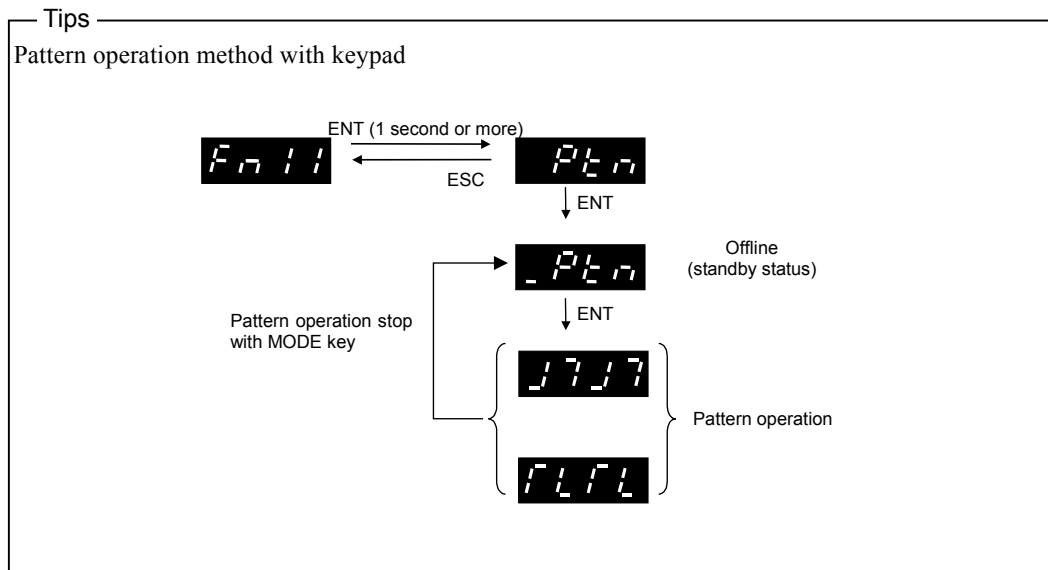 Tips
Pattern operation method with keypad
ENT (1 second or more)
Fn11
Ptn
ESC
ENT
_Ptn
Offline
(standby status)
ENT
Pattern operation stop
with MODE key
Pattern operation